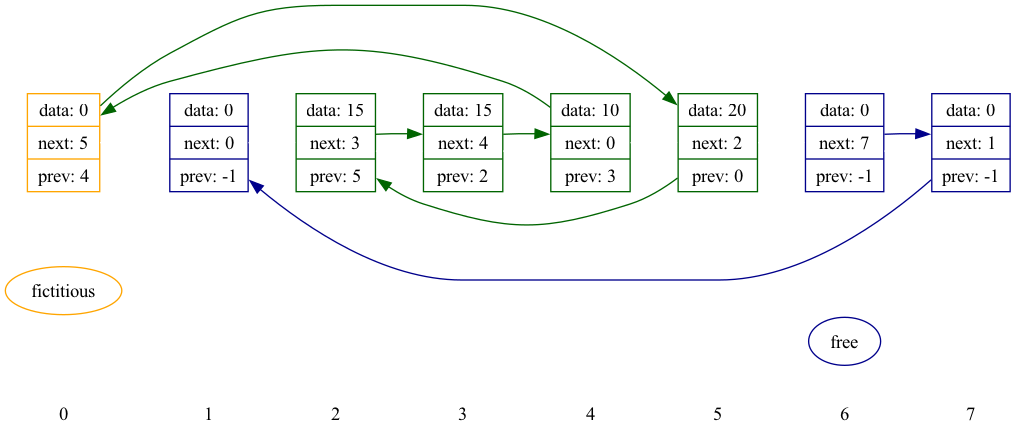 data: 0
next: 5
prev: 4
data: 0
next: 0
prev: -1
data: 15
next: 3
prev: 5
data: 15
next: 4
prev: 2
data: 10
next: 0
prev: 3
data: 20
next: 2
prev: 0
data: 0
next: 7
prev: -1
data: 0
next: 1
prev: -1
fictitious
free
0 1 2 3 4 5 6 7